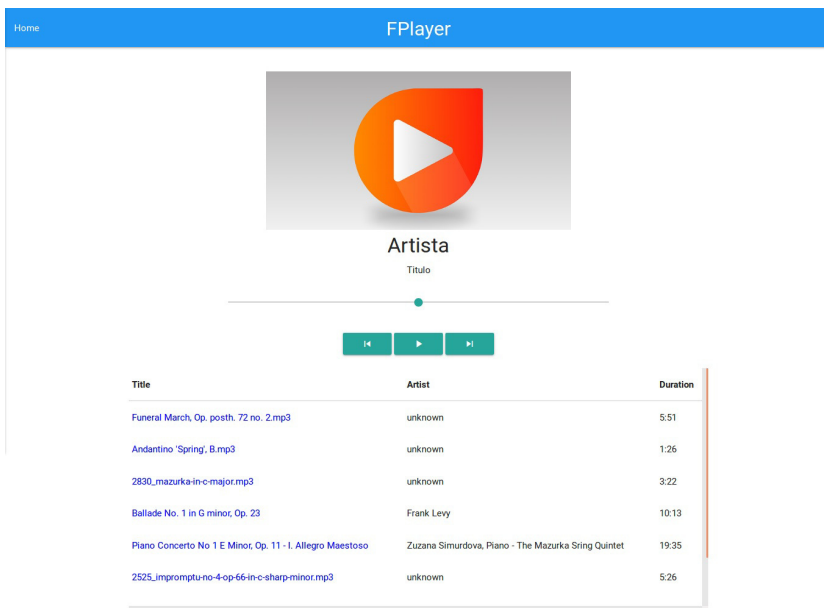 Home
FPlayer
Artista
Titulo
Title Artist Duration
Funeral March, Op. posth. 72 no. 2.mp3 unknown 5:51
Andantino 'Spring', B.mp3 unknown 1:26
2830_mazurka-in-c-major.mp3 unknown 3:22
Ballade No. 1 in G minor, Op. 23 Frank Levy 10:13
Piano Concerto No 1 E Minor, Op. 11 - I. Allegro Maestoso Zuzana Simurdova, Piano - The Mazurka Sring Quintet 19:35
2525_impromptu-no-4-op-66-in-c-sharp-minor.mp3 unknown 5:26